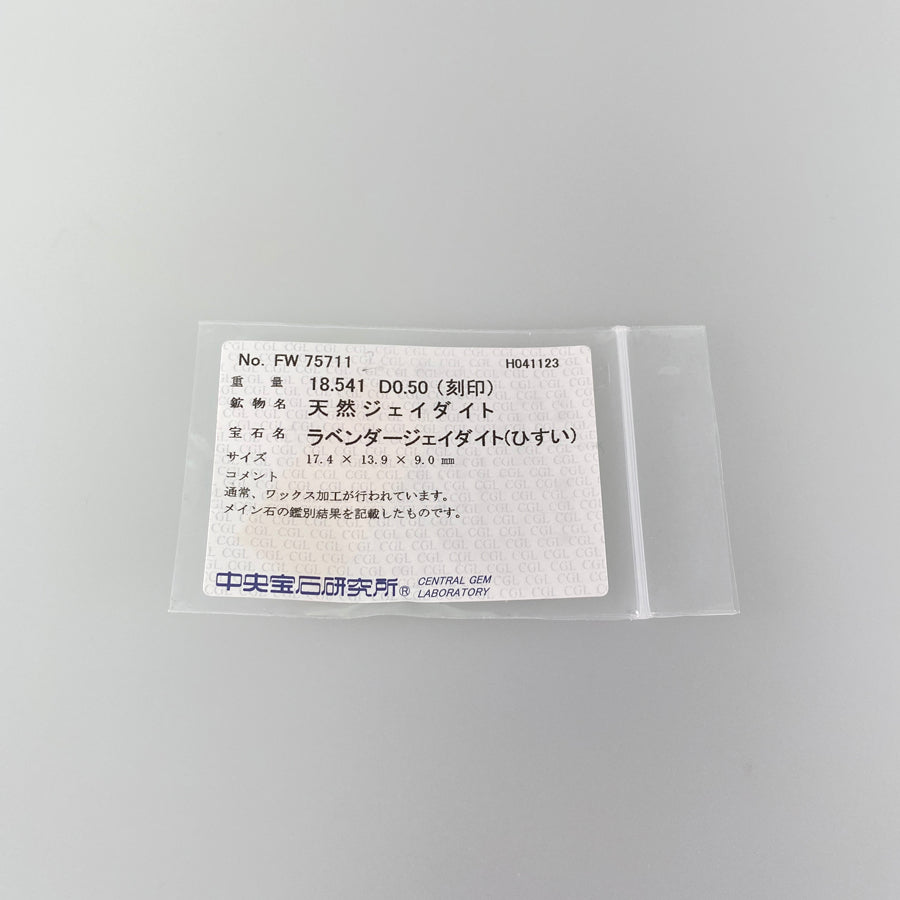 No. FW 75711 H041123
重量 18.541 D0.50 (刻印)
鉱物名 天然ジェイダイト
宝石名 ラベンダージェイダイト(ひすい)
サイズ 17.4 × 13.9 × 9.0 mm
コメント
通常、ワックス加工が行われています。
メイン石の鑑別結果を記載したものです。
中央宝石研究所® CENTRAL GEM
LABORATORY